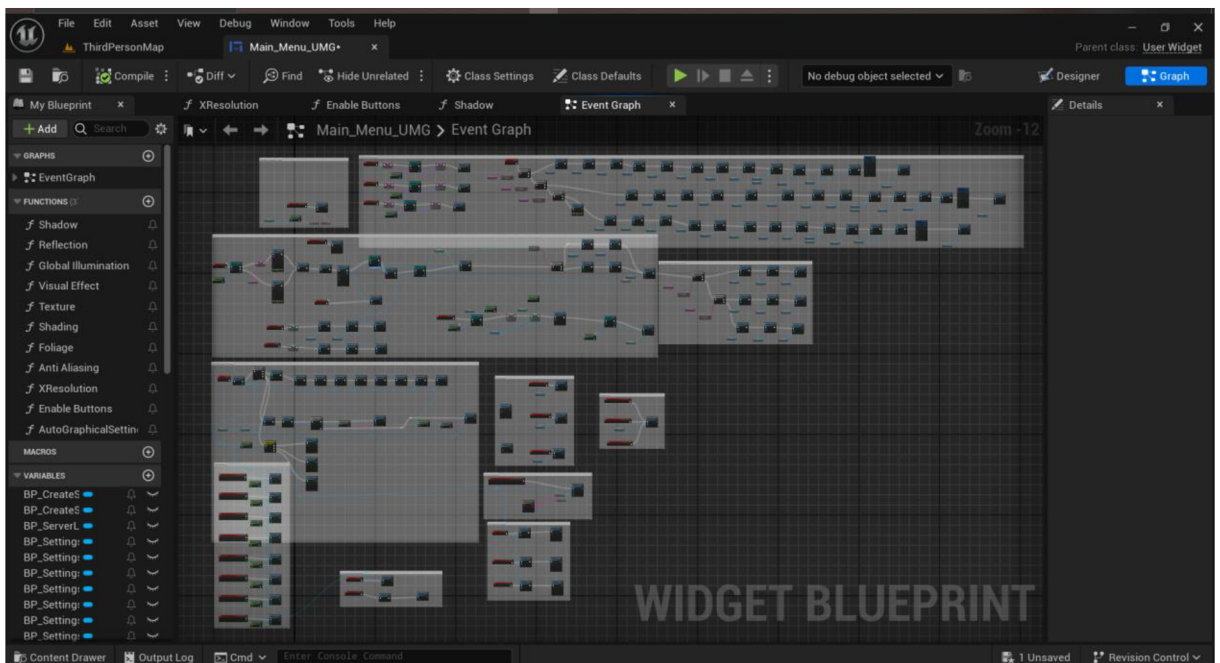 File Edit Asset View Debug Window Tools Help
ThirdPersonMap
Main_Menu_UMG•
Parent class: User Widget
Compile
Diff
Find
Hide Unrelated
Class Settings
Class Defaults
No debug object selected
Designer
Graph
My Blueprint
XResolution
Enable Buttons
Shadow
Event Graph
Details
+ Add
Search
Main_Menu_UMG > Event Graph
Zoom -12
GRAPHS
EventGraph
FUNCTIONS (3
Shadow
Reflection
Global Illumination
Visual Effect
Texture
Shading
Foliage
Anti Aliasing
XResolution
Enable Buttons
AutoGraphicalSettin
MACROS
VARIABLES
BP_CreateS
BP_CreateS
BP_ServerL
BP_Setting:
BP_Setting:
BP_Setting:
BP_Setting:
BP_Setting:
BP_Setting:
BP_Setting:
WIDGET BLUEPRINT
Content Drawer
Output Log
Cmd
Enter Console Command
1 Unsaved
Revision Control